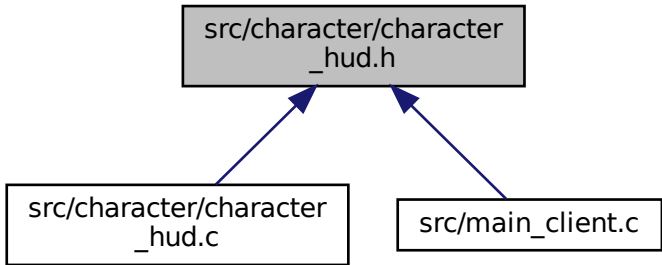 src/character/character
_hud.h
src/character/character
_hud.c
src/main_client.c